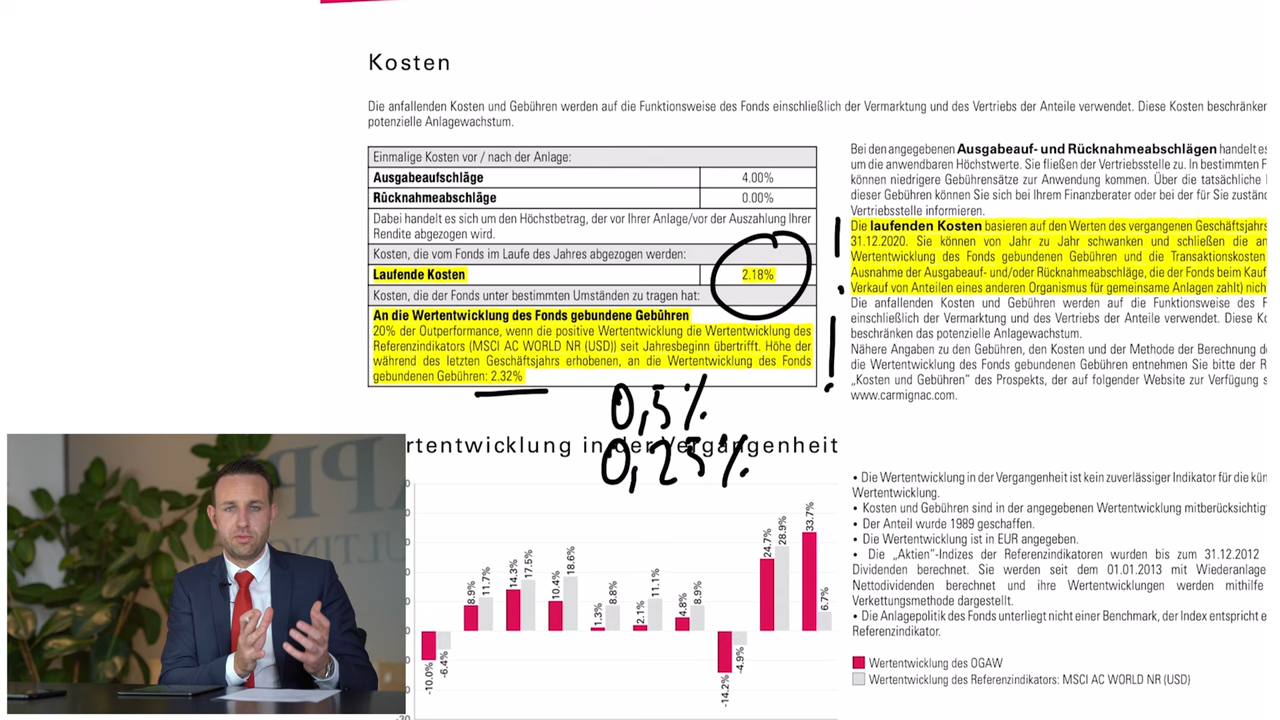 Kosten
Die anfallenden Kosten und Gebühren werden auf die Funktionsweise des Fonds einschließlich der Vermarktung und des Vertriebs der Anteile verwendet. Diese Kosten beschränken
potenzielle Anlagewachstum.
Einmalige Kosten vor / nach der Anlage:
Ausgabeaufschläge 4.00%
Rücknahmeabschläge 0.00%
Dabei handelt es sich um den Höchstbetrag, der vor Ihrer Anlage/vor der Auszahlung Ihrer
Rendite abgezogen wird.
Kosten, die vom Fonds im Laufe des Jahres abgezogen werden:
Laufende Kosten 2.18%
Kosten, die der Fonds unter bestimmten Umständen zu tragen hat:
An die Wertentwicklung des Fonds gebundene Gebühren
20% der Outperformance, wenn die positive Wertentwicklung die Wertentwicklung des
Referenzindikators (MSCI AC WORLD NR (USD)) seit Jahresbeginn übertrifft. Höhe der
während des letzten Geschäftsjahrs erhobenen, an die Wertentwicklung des Fonds
gebundenen Gebühren: 2.32%
Bei den angegebenen Ausgabeauf- und Rücknahmeabschlägen handelt es
um die anwendbaren Höchstwerte. Sie fließen der Vertriebsstelle zu. In bestimmten F
können niedrigere Gebührensätze zur Anwendung kommen. Über die tatsächliche
dieser Gebühren können Sie sich bei Ihrem Finanzberater oder bei der für Sie zuständ
Vertriebsstelle informieren.
Die laufenden Kosten basieren auf den Werten des vergangenen Geschäftsjahrs
31.12.2020. Sie können von Jahr zu Jahr schwanken und schließen die an
Wertentwicklung des Fonds gebundenen Gebühren und die Transaktionskosten
Ausnahme der Ausgabeauf- und/oder Rücknahmeabschläge, die der Fonds beim Kauf
Verkauf von Anteilen eines anderen Organismus für gemeinsame Anlagen zahlt) nich
Die anfallenden Kosten und Gebühren werden auf die Funktionsweise des F
einschließlich der Vermarktung und des Vertriebs der Anteile verwendet. Diese Ko
beschränken das potenzielle Anlagewachstum.
Nähere Angaben zu den Gebühren, den Kosten und der Methode der Berechnung de
die Wertentwicklung des Fonds gebundenen Gebühren entnehmen Sie bitte der R
„Kosten und Gebühren“ des Prospekts, der auf folgender Website zur Verfügung s
www.carmignac.com.
! !
0,5%
0,25%
rtentwicklung in der Vergangenheit
-10.0% -6.4% 8.9% 11.7% 14.3% 17.5% 10.4% 18.6% 1.3% 8.8% 2.1% 11.1% 4.8% 8.9% -14.2% -4.9% 24.7% 28.9% 33.7% 6.7%
-30
• Die Wertentwicklung in der Vergangenheit ist kein zuverlässiger Indikator für die kün
Wertentwicklung.
• Kosten und Gebühren sind in der angegebenen Wertentwicklung mitberücksichtig
• Der Anteil wurde 1989 geschaffen.
• Die Wertentwicklung ist in EUR angegeben.
• Die „Aktien“-Indizes der Referenzindikatoren wurden bis zum 31.12.2012
Dividenden berechnet. Sie werden seit dem 01.01.2013 mit Wiederanlage
Nettodividenden berechnet und ihre Wertentwicklungen werden mithilfe
Verkettungsmethode dargestellt.
• Die Anlagepolitik des Fonds unterliegt nicht einer Benchmark, der Index entspricht e
Referenzindikator.
Wertentwicklung des OGAW
Wertentwicklung des Referenzindikators: MSCI AC WORLD NR (USD)